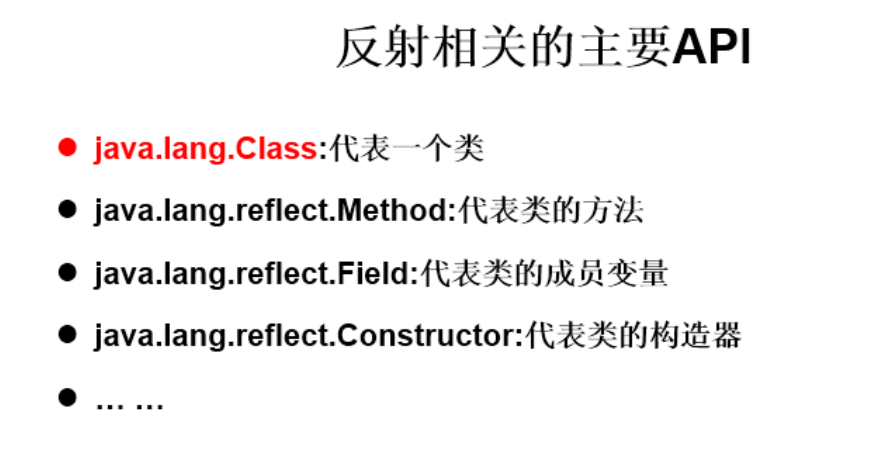 反射相关的主要API
● java.lang.Class:代表一个类
● java.lang.reflect.Method:代表类的方法
● java.lang.reflect.Field:代表类的成员变量
● java.lang.reflect.Constructor:代表类的构造器
● … …